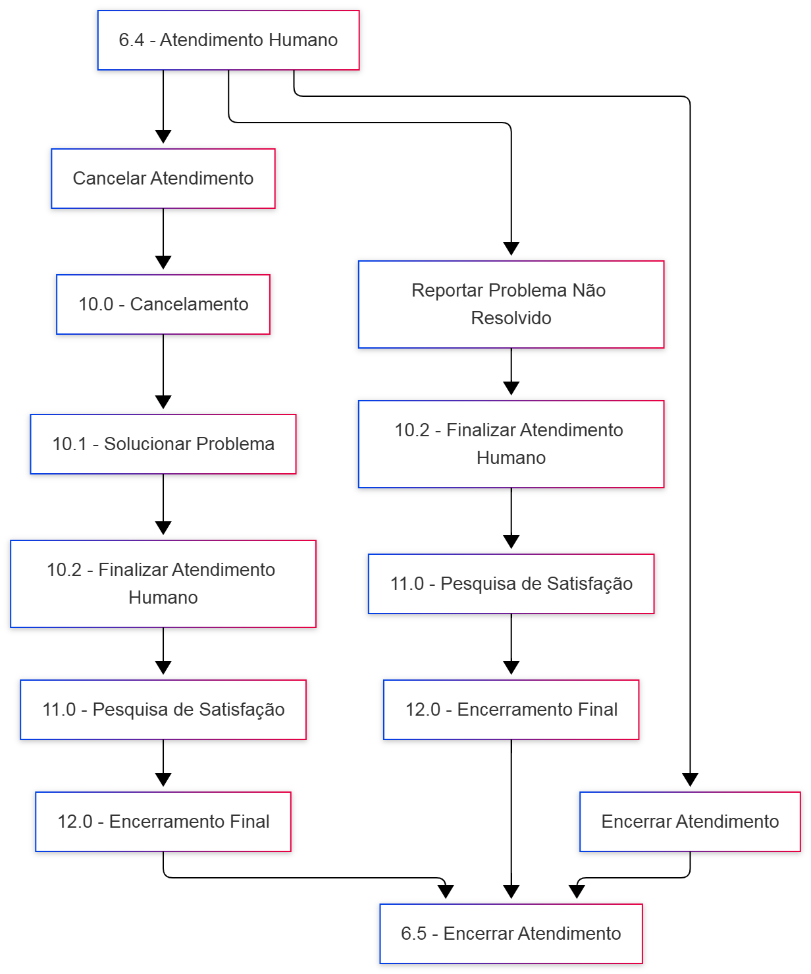 6.4 - Atendimento Humano
Cancelar Atendimento
10.0 - Cancelamento
10.1 - Solucionar Problema
10.2 - Finalizar Atendimento
Humano
11.0 - Pesquisa de Satisfação
12.0 - Encerramento Final
Reportar Problema Não
Resolvido
10.2 - Finalizar Atendimento
Humano
11.0 - Pesquisa de Satisfação
12.0 - Encerramento Final
Encerrar Atendimento
6.5 - Encerrar Atendimento